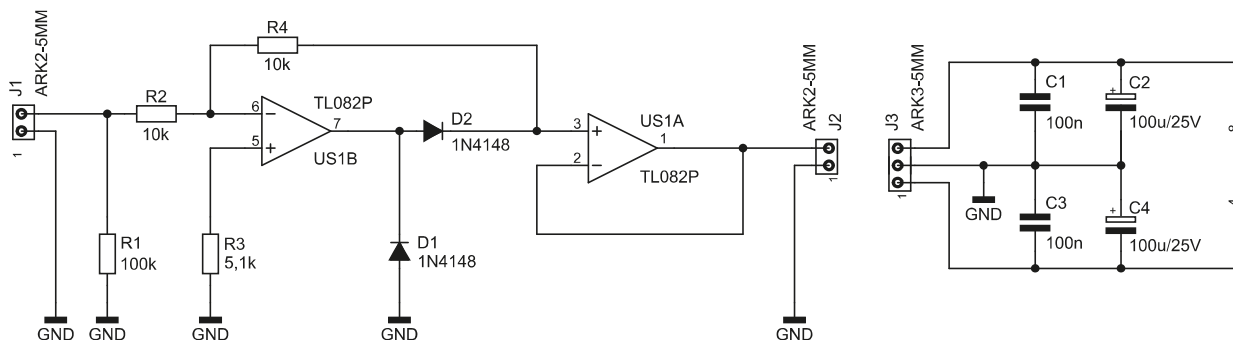 J1
ARK2-5MM
1
R2
10k
R4
10k
6
5
7
TL082P
US1B
D2
1N4148
3
2
1
US1A
TL082P
ARK2-5MM
J2
1
R1
100k
R3
5,1k
D1
1N4148
GND
GND
GND
GND
GND
J3
ARK3-5MM
1
GND
C1
100n
C2
+
100u/25V
C3
100n
C4
+
100u/25V